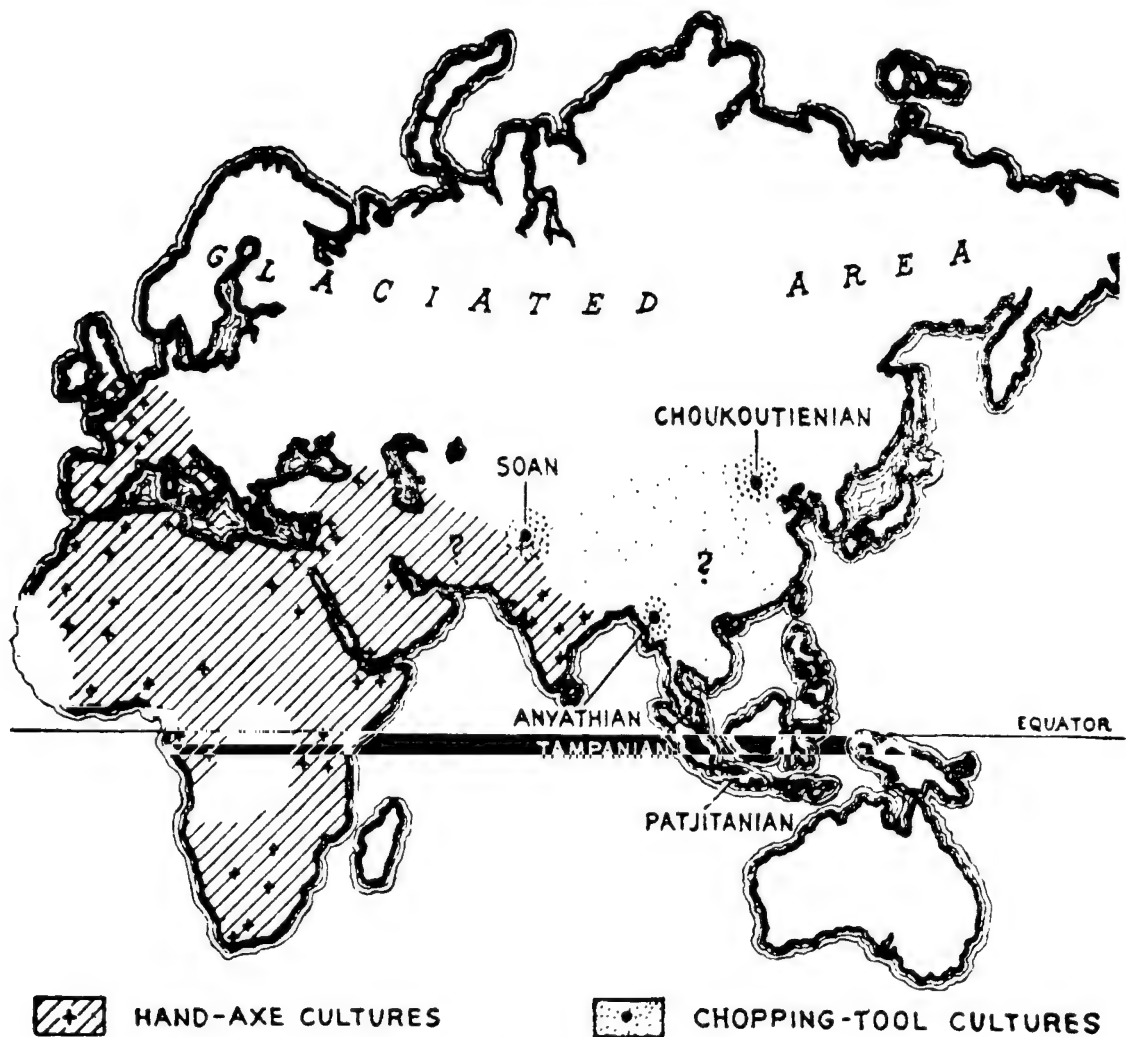 GLACIATED AREA
CHOUKOUTIENIAN
SOAN
?
?
ANYATHIAN
EQUATOR
TAMPANIAN
PATJITANIAN
HAND-AXE CULTURES
CHOPPING-TOOL CULTURES